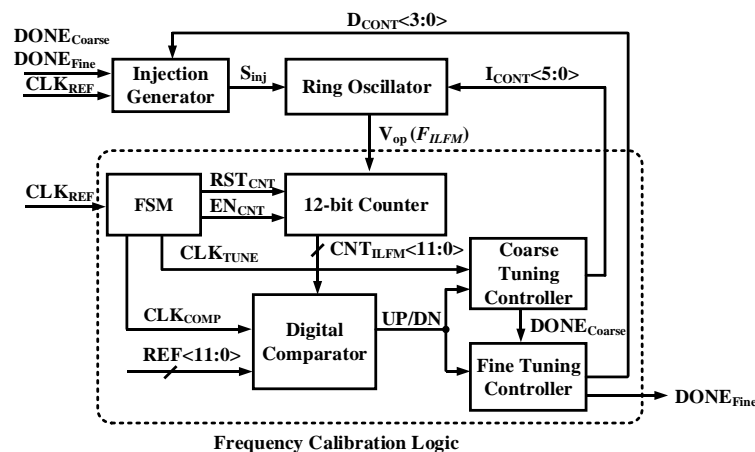 D_CONT<3:0>
DONE_Coarse
DONE_Fine
CLK_REF
Injection
Generator
S_inj
Ring Oscillator
I_CONT<5:0>
V_op (F_ILFM)
CLK_REF
FSM
RST_CNT
EN_CNT
12-bit Counter
CLK_TUNE
CNT_ILFM<11:0>
Coarse
Tuning
Controller
CLK_COMP
Digital
Comparator
UP/DN
DONE_Coarse
REF<11:0>
Fine Tuning
Controller
DONE_Fine
Frequency Calibration Logic